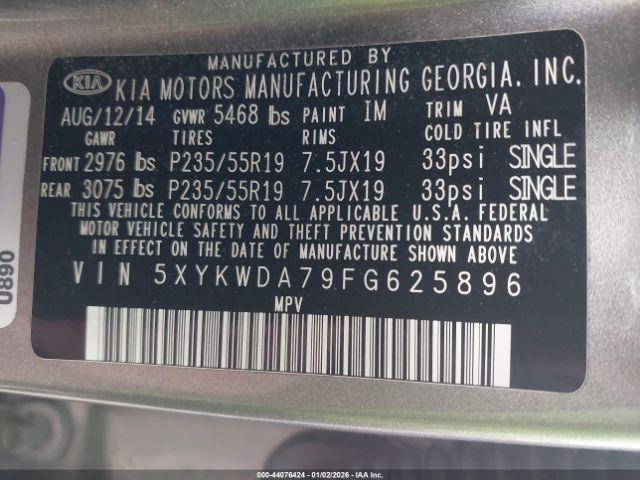 MANUFACTURED BY
KIA KIA MOTORS MANUFACTURING GEORGIA, INC.
AUG/12/14 GVWR 5468 lbs PAINT IM TRIM VA
GAWR TIRES RIMS COLD TIRE INFL
FRONT 2976 lbs P235/55R19 7.5JX19 33psi SINGLE
REAR 3075 lbs P235/55R19 7.5JX19 33psi SINGLE
THIS VEHICLE CONFORMS TO ALL APPLICABLE U.S.A. FEDERAL
MOTOR VEHICLE SAFETY AND THEFT PREVENTION STANDARDS
IN EFFECT ON THE DATE OF MANUFACTURE SHOWN ABOVE
VIN 5XYKWDA79FG625896
MPV
0890
000-44076424 - 01/02/2026 - IAA Inc.